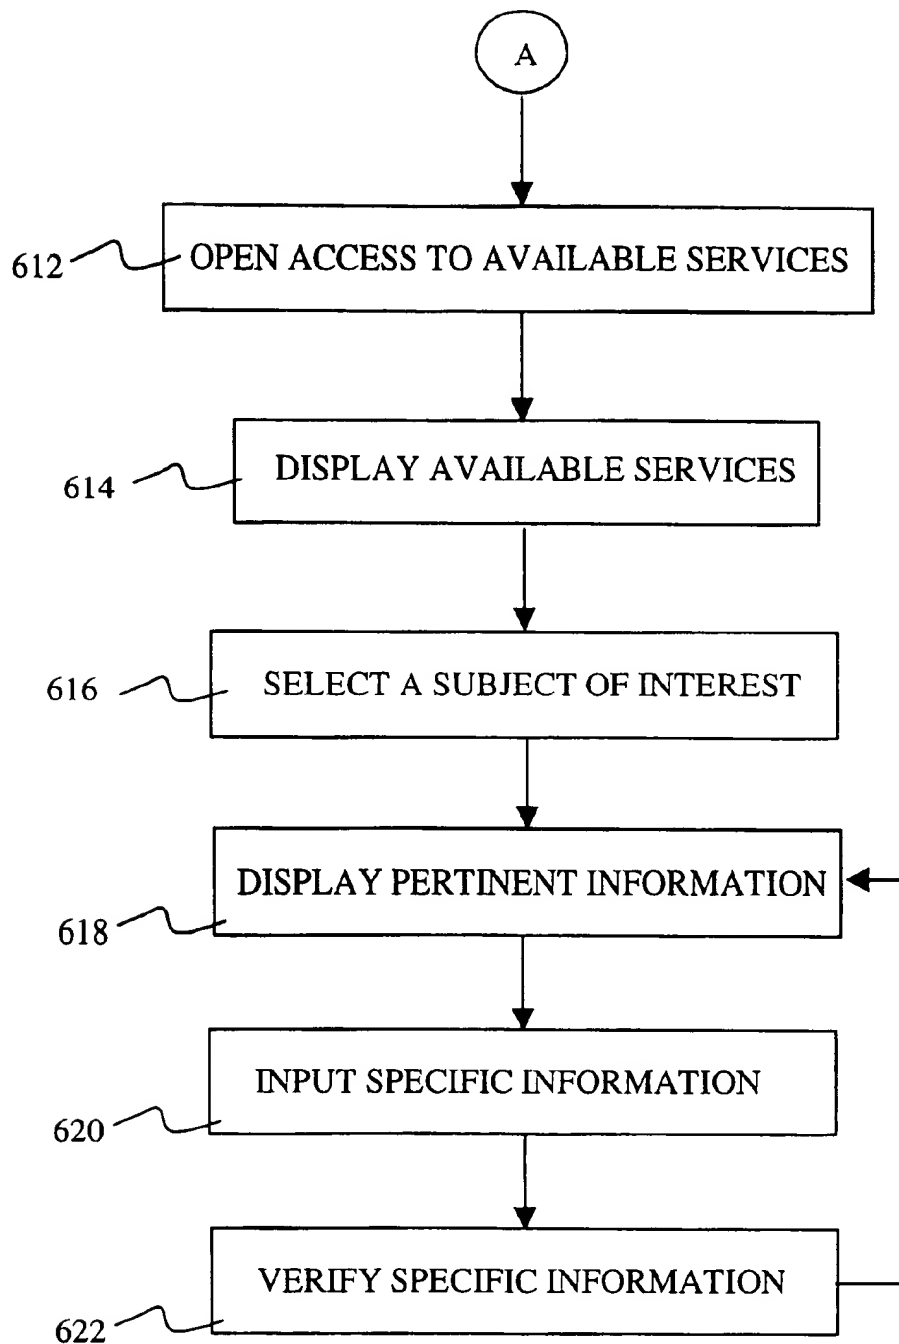 A
612 OPEN ACCESS TO AVAILABLE SERVICES
614 DISPLAY AVAILABLE SERVICES
616 SELECT A SUBJECT OF INTEREST
DISPLAY PERTINENT INFORMATION
618
INPUT SPECIFIC INFORMATION
620
VERIFY SPECIFIC INFORMATION
622